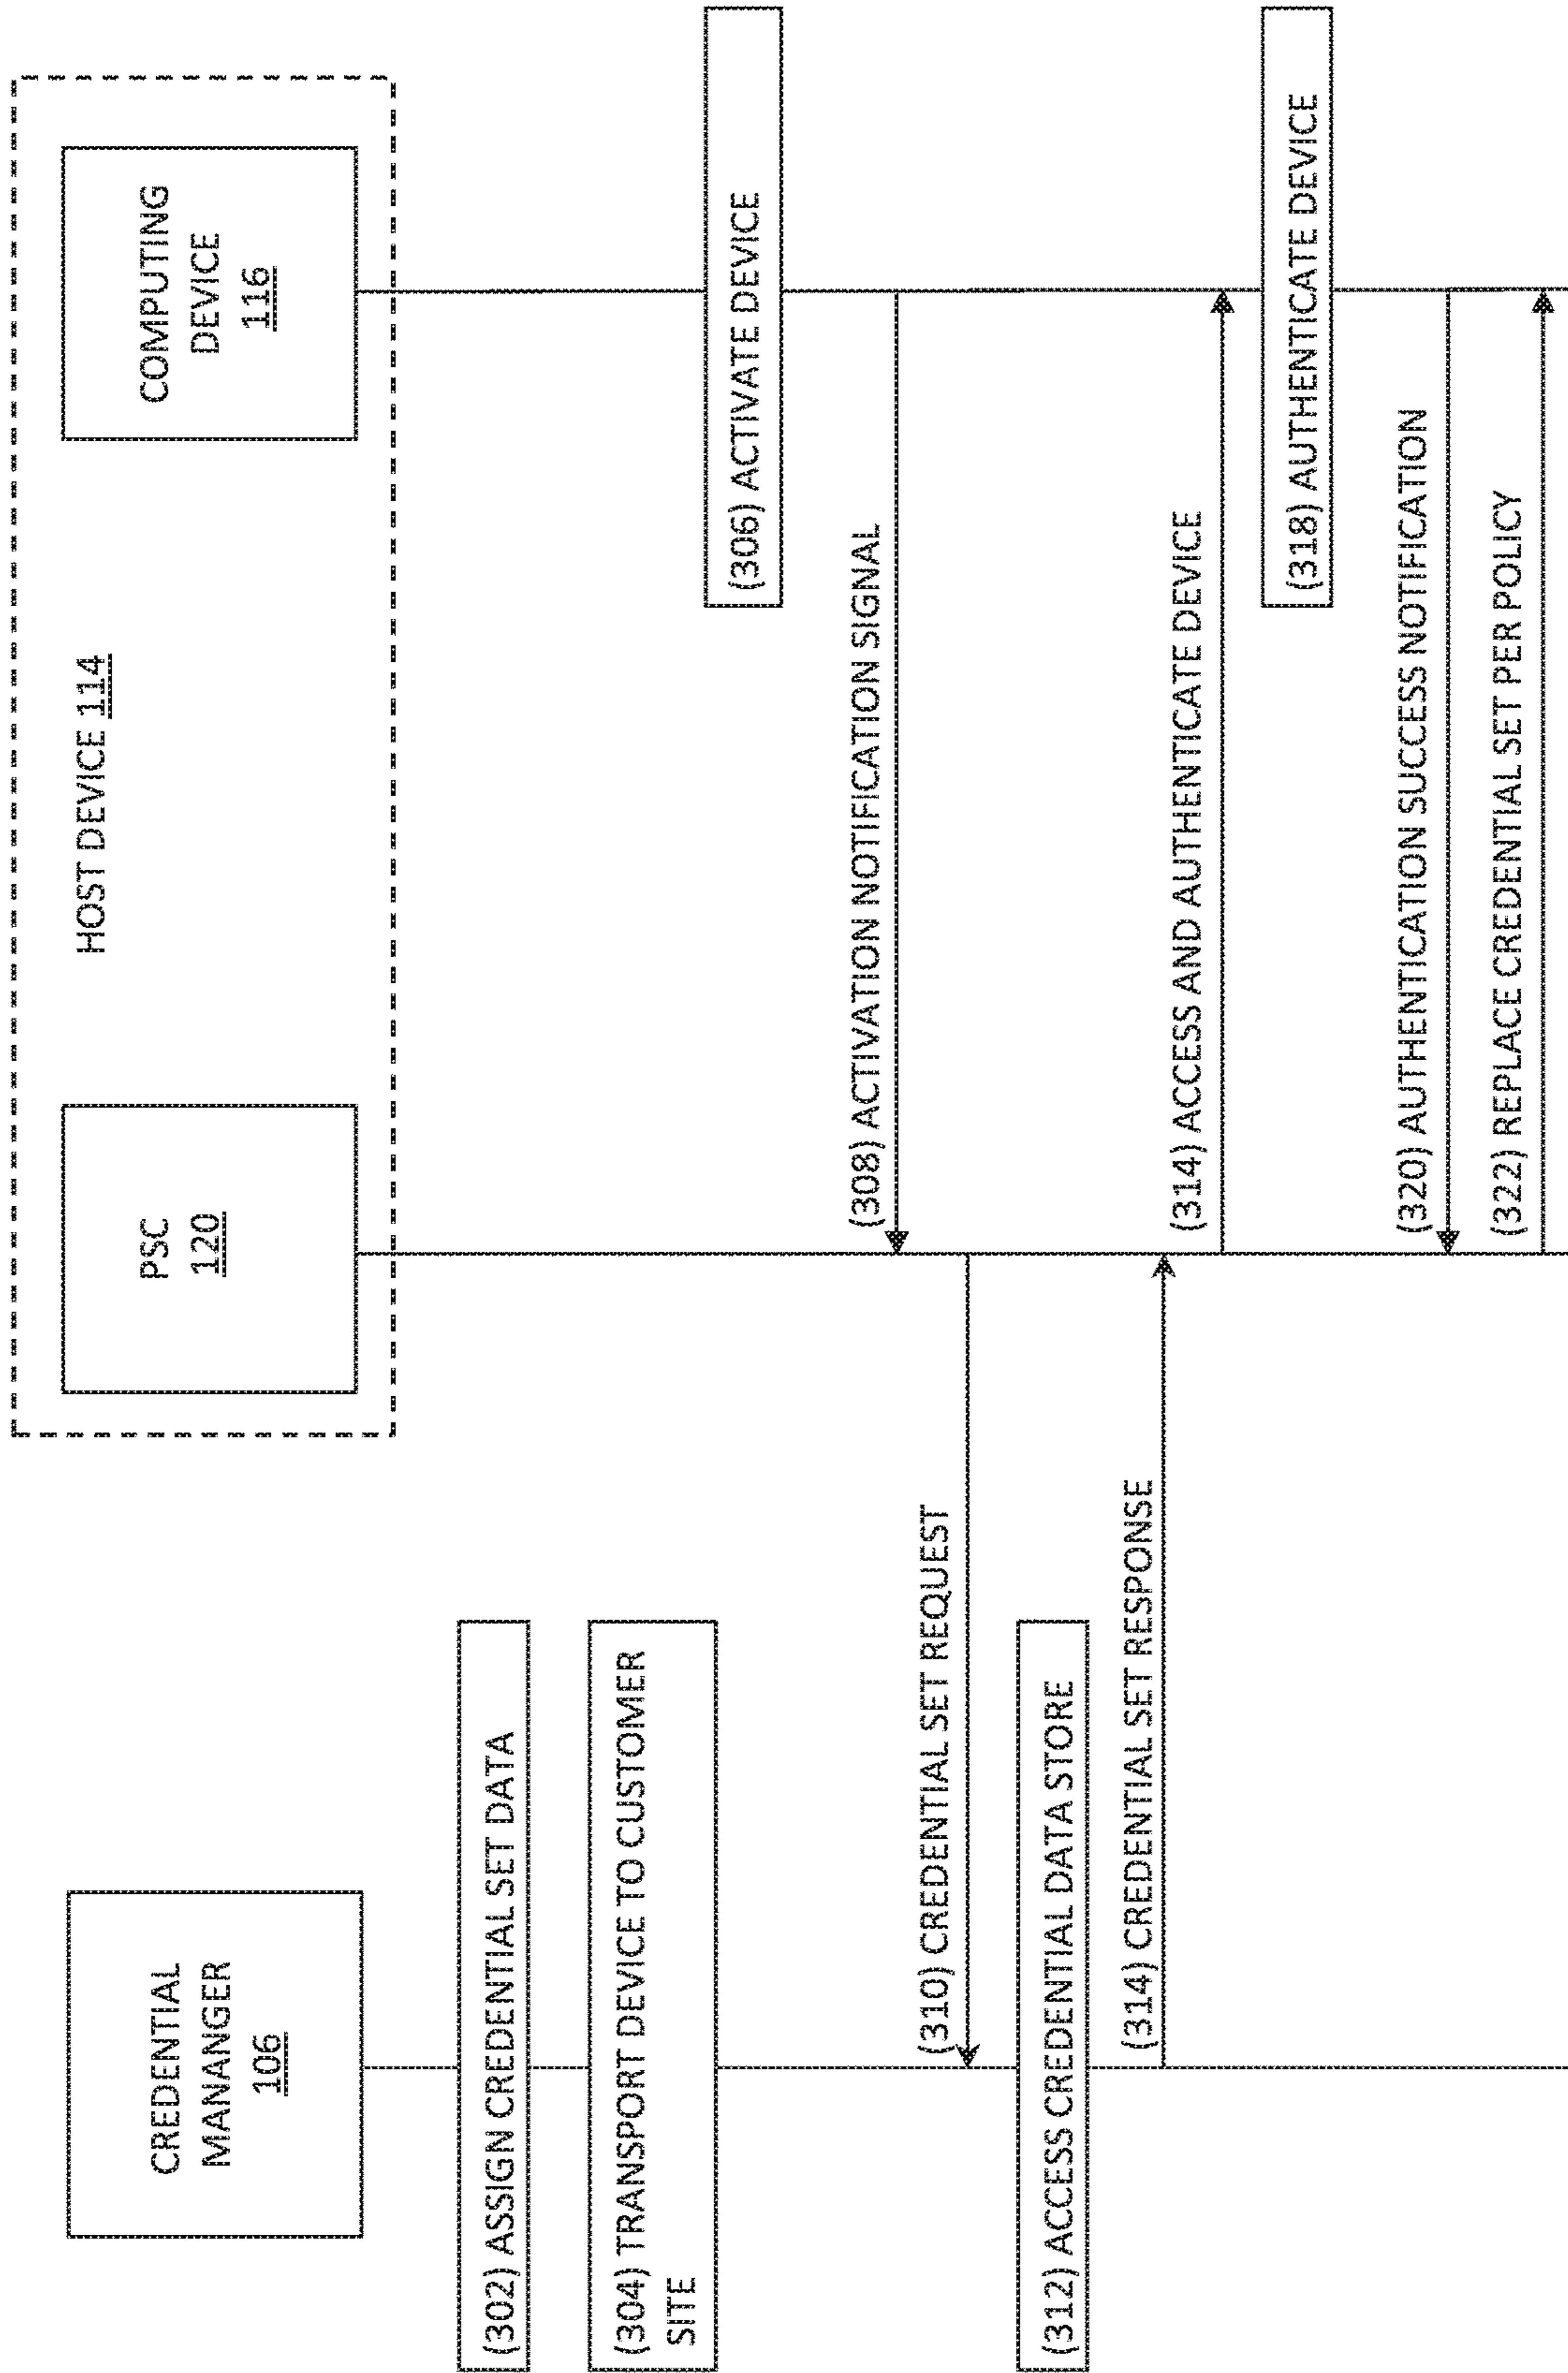 HOST DEVICE 114
CREDENTIAL
MANANGER
106
PSC
120
COMPUTING
DEVICE
116
(302) ASSIGN CREDENTIAL SET DATA
(304) TRANSPORT DEVICE TO CUSTOMER
SITE
(306) ACTIVATE DEVICE
(308) ACTIVATION NOTIFICATION SIGNAL
(310) CREDENTIAL SET REQUEST
(312) ACCESS CREDENTIAL DATA STORE
(314) CREDENTIAL SET RESPONSE
(314) ACCESS AND AUTHENTICATE DEVICE
(318) AUTHENTICATE DEVICE
(320) AUTHENTICATION SUCCESS NOTIFICATION
(322) REPLACE CREDENTIAL SET PER POLICY